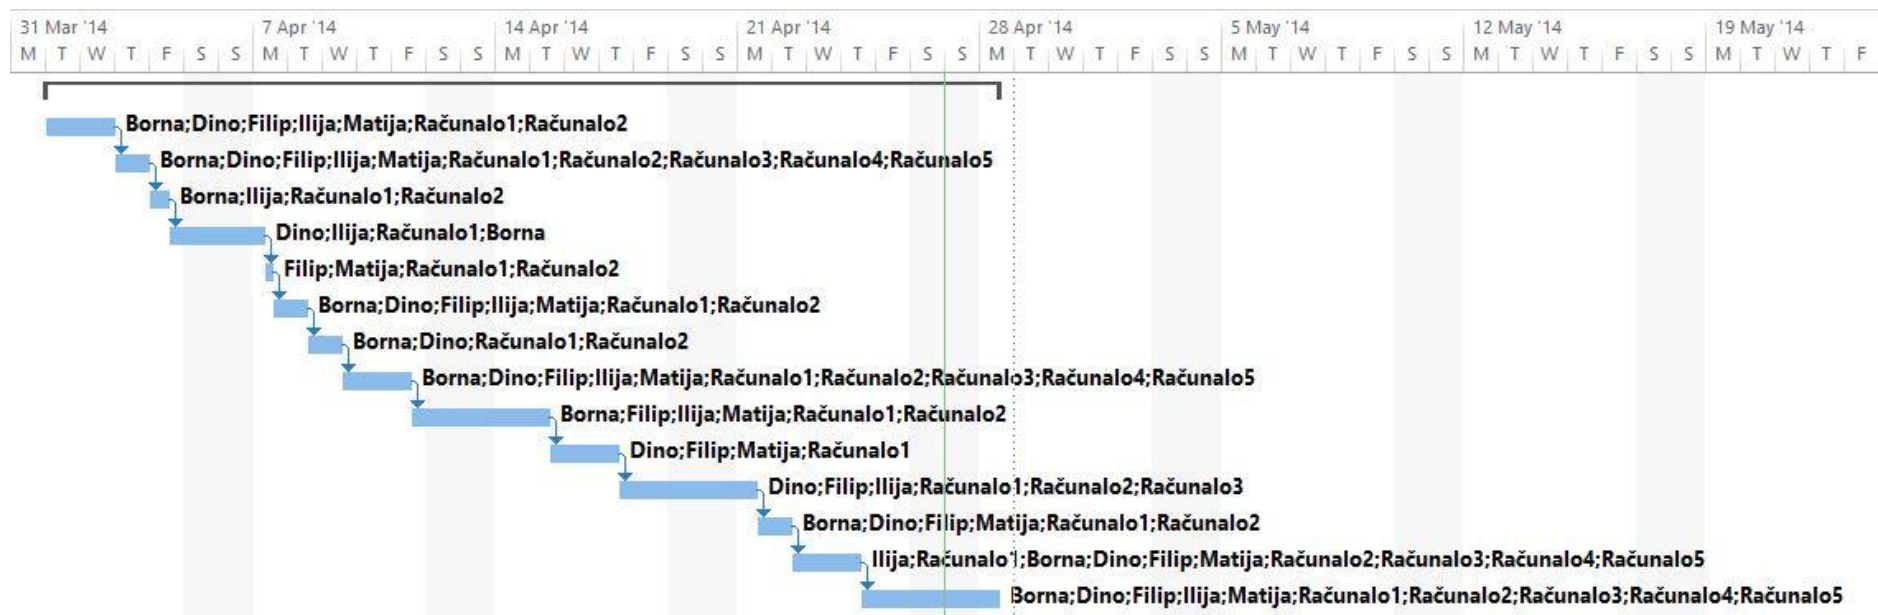 31 Mar '14 7 Apr '14 14 Apr '14 21 Apr '14 28 Apr '14 5 May '14 12 May '14 19 May '14
M T W T F S S M T W T F S S M T W T F S S M T W T F S S M T W T F S S M T W T F S S M T W T F S S M T W T F
Borna;Dino;Filip;Ilija;Matija;Računalo1;Računalo2
Borna;Dino;Filip;Ilija;Matija;Računalo1;Računalo2;Računalo3;Računalo4;Računalo5
Borna;Ilija;Računalo1;Računalo2
Dino;Ilija;Računalo1;Borna
Filip;Matija;Računalo1;Računalo2
Borna;Dino;Filip;Ilija;Matija;Računalo1;Računalo2
Borna;Dino;Računalo1;Računalo2
Borna;Dino;Filip;Ilija;Matija;Računalo1;Računalo2;Računalo3;Računalo4;Računalo5
Borna;Filip;Ilija;Matija;Računalo1;Računalo2
Dino;Filip;Matija;Računalo1
Dino;Filip;Ilija;Računalo1;Računalo2;Računalo3
Borna;Dino;Filip;Matija;Računalo1;Računalo2
Ilija;Računalo1;Borna;Dino;Filip;Matija;Računalo2;Računalo3;Računalo4;Računalo5
Borna;Dino;Filip;Ilija;Matija;Računalo1;Računalo2;Računalo3;Računalo4;Računalo5